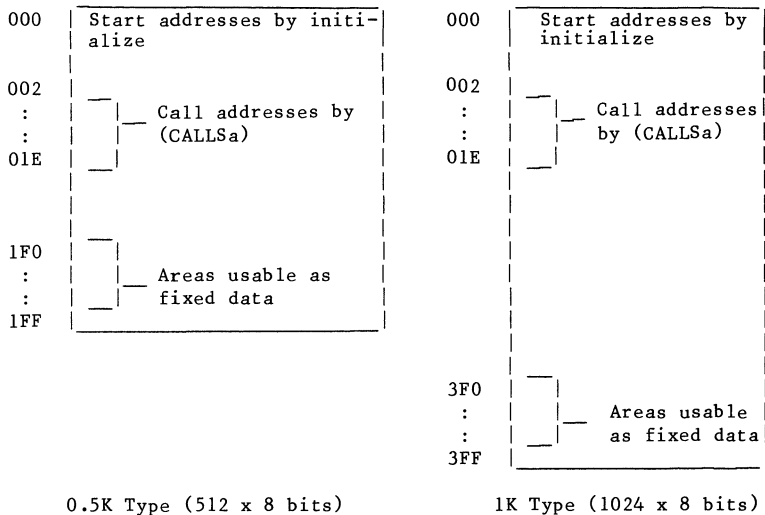 000 Start addresses by initi-
alize
002
: Call addresses by
: (CALLSa)
01E
1F0
: Areas usable as
: fixed data
1FF
0.5K Type (512 x 8 bits)
000 Start addresses by
initialize
002
: Call addresses
: by (CALLSa)
01E
3F0
: Areas usable
: as fixed data
3FF
1K Type (1024 x 8 bits)